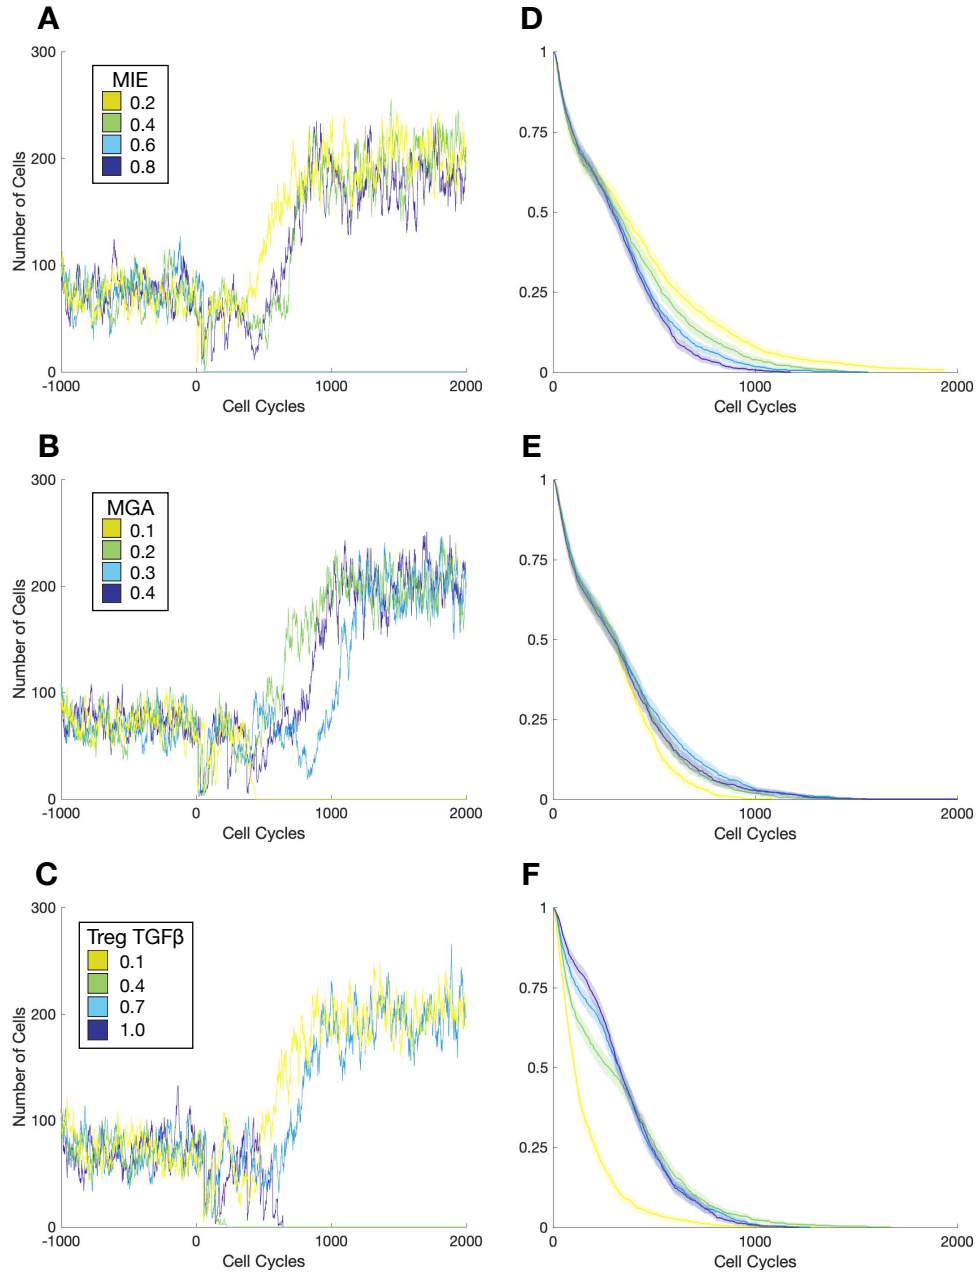 A
300
200
100
0
Number of Cells
-1000 0 1000 2000
Cell Cycles
MIE
0.2
0.4
0.6
0.8
D
1
0.75
0.5
0.25
0
0 1000 2000
Cell Cycles
B
300
200
100
0
Number of Cells
-1000 0 1000 2000
Cell Cycles
MGA
0.1
0.2
0.3
0.4
E
1
0.75
0.5
0.25
0
0 1000 2000
Cell Cycles
C
300
200
100
0
Number of Cells
-1000 0 1000 2000
Cell Cycles
Treg TGFβ
0.1
0.4
0.7
1.0
F
1
0.75
0.5
0.25
0
0 1000 2000
Cell Cycles